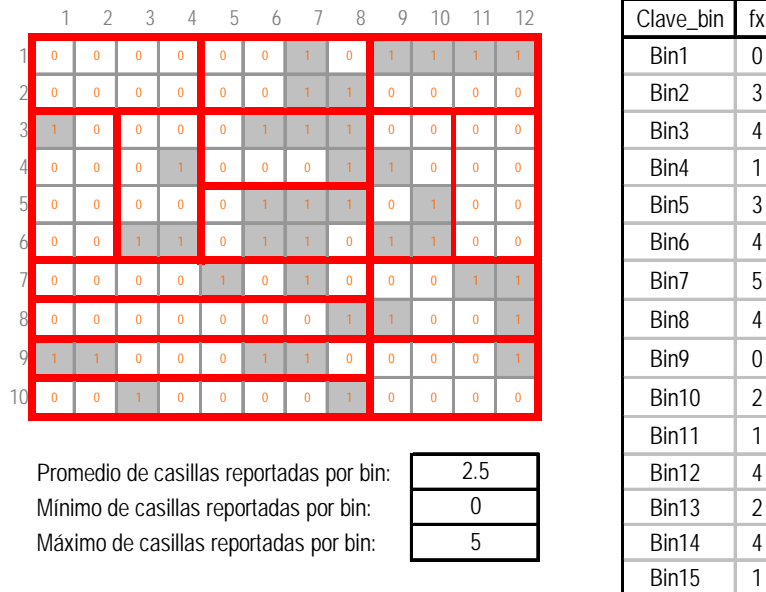 1 2 3 4 5 6 7 8 9 10 11 12
1 0 0 0 0 0 0 1 0 1 1 1 1
2 0 0 0 0 0 0 1 1 0 0 0 0
3 1 0 0 0 0 1 1 1 0 0 0 0
4 0 0 0 1 0 0 0 1 1 0 0 0
5 0 0 0 0 0 1 1 1 0 1 0 0
6 0 0 1 1 0 1 1 0 1 1 0 0
7 0 0 0 0 1 0 1 0 0 0 1 1
8 0 0 0 0 0 0 0 1 1 0 0 1
9 1 1 0 0 0 1 1 0 0 0 0 1
10 0 0 1 0 0 0 0 1 0 0 0 0
Promedio de casillas reportadas por bin: 2.5
Mínimo de casillas reportadas por bin: 0
Máximo de casillas reportadas por bin: 5
Clave_bin fx
Bin1 0
Bin2 3
Bin3 4
Bin4 1
Bin5 3
Bin6 4
Bin7 5
Bin8 4
Bin9 0
Bin10 2
Bin11 1
Bin12 4
Bin13 2
Bin14 4
Bin15 1